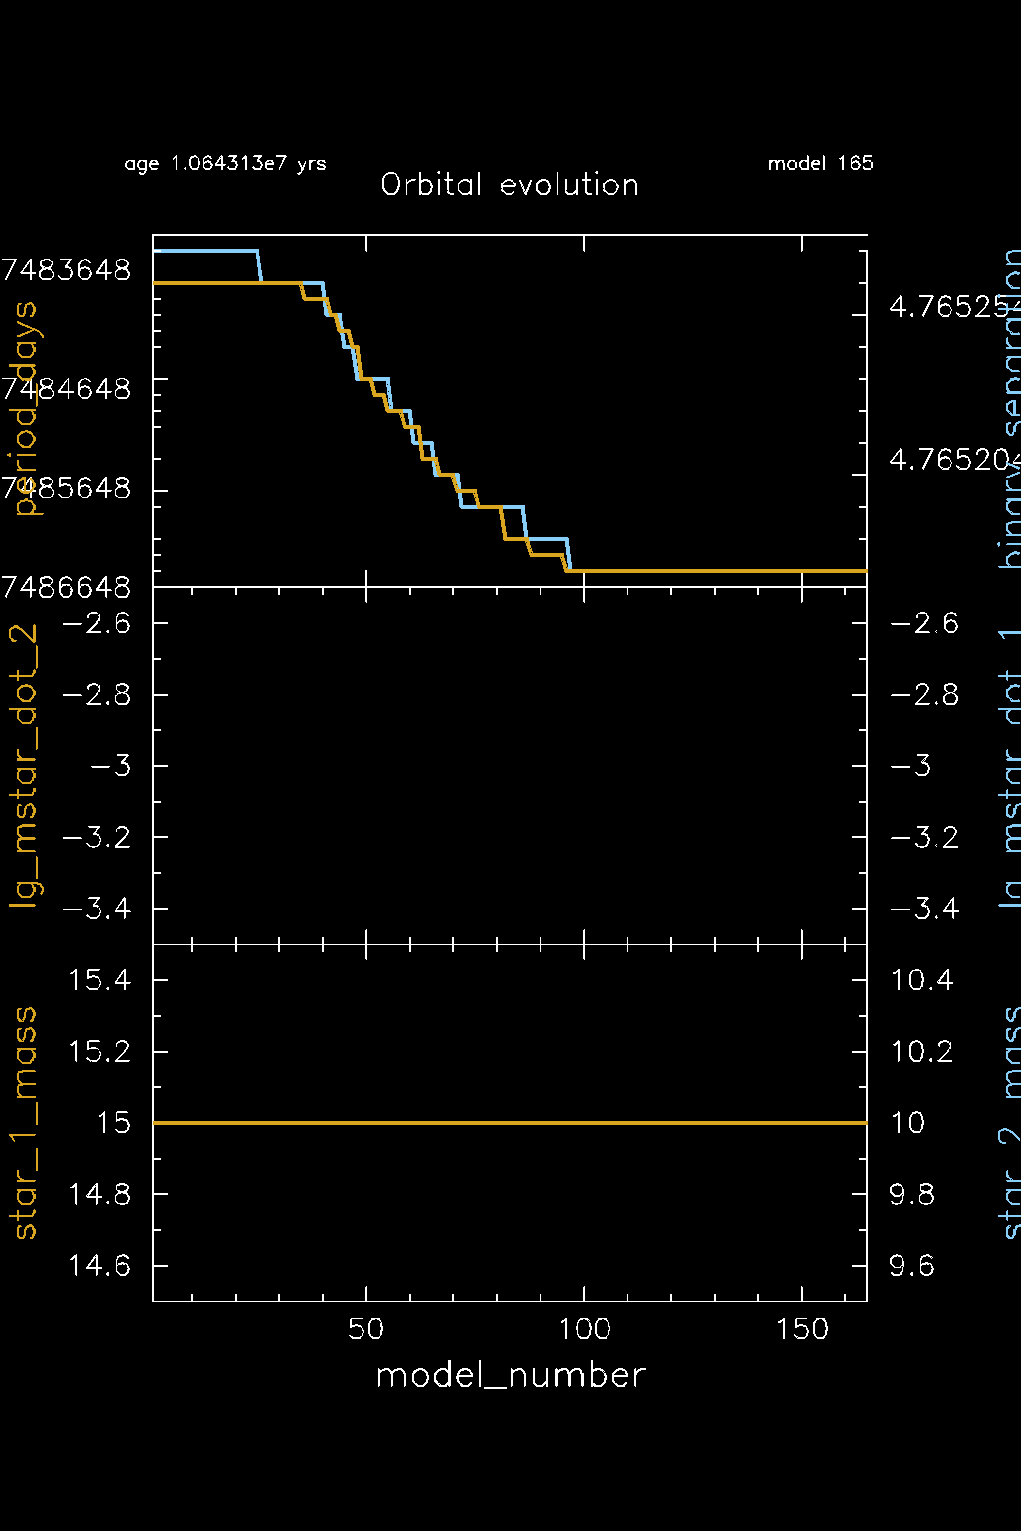 age 1.064313e7 yrs
model 165
Orbital evolution
period_days
7483648
7484648
7485648
7486648
4.765254
4.765204
binary_separation
lg_mstar_dot_2
-2.6
-2.8
-3
-3.2
-3.4
-2.6
-2.8
-3
-3.2
-3.4
lg_mstar_dot_1
star_1_mass
15.4
15.2
15
14.8
14.6
10.4
10.2
10
9.8
9.6
star_2_mass
50
100
150
model_number